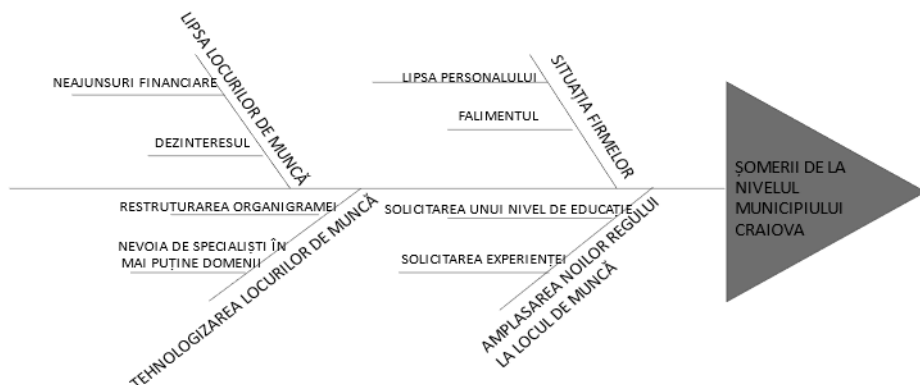 LIPSA LOCURILOR DE MUNCĂ
NEAJUNSURI FINANCIARE
DEZINTERESUL
SITUAȚIA FIRMELOR
LIPSA PERSONALULUI
FALIMENTUL
ȘOMERII DE LA
NIVELUL
MUNICIPIULUI
CRAIOVA
TEHNOLOGIZAREA LOCURILOR DE MUNCĂ
RESTRUTURAREA ORGANIGRAMEI
NEVOIA DE SPECIALIȘTI ÎN
MAI PUȚINE DOMENII
AMPLASAREA NOILOR REGULUI
LA LOCUL DE MUNCĂ
SOLICITAREA UNUI NIVEL DE EDUCAȚIE
SOLICITAREA EXPERIENȚEI